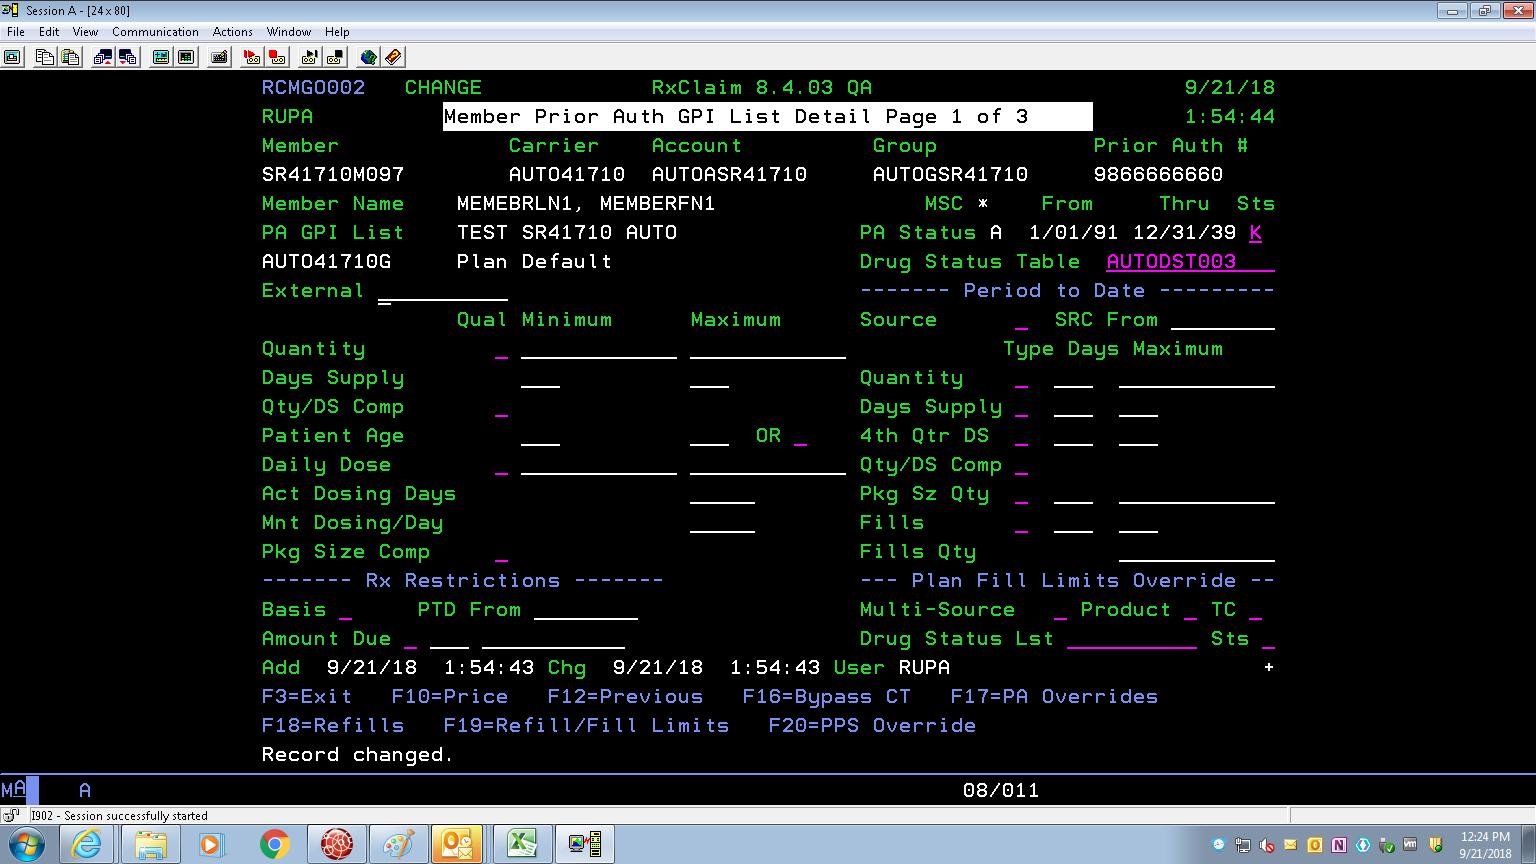 Session A - [24 x 80]
File Edit View Communication Actions Window Help
RCMGO002 CHANGE RxClaim 8.4.03 QA 9/21/18
RUPA Member Prior Auth GPI List Detail Page 1 of 3 1:54:44
Member Carrier Account Group Prior Auth #
SR41710M097 AUTO41710 AUTOASR41710 AUTOGSR41710 9866666660
Member Name MEMEBRLN1, MEMBERFN1 MSC * From Thru Sts
PA GPI List TEST SR41710 AUTO PA Status A 1/01/91 12/31/39 K
AUTO41710G Plan Default Drug Status Table AUTODST003
External ------- Period to Date ---------
Qual Minimum Maximum Source SRC From
Quantity Type Days Maximum
Days Supply Quantity
Qty/DS Comp Days Supply
Patient Age OR 4th Qtr DS
Daily Dose Qty/DS Comp
Act Dosing Days Pkg Sz Qty
Mnt Dosing/Day Fills
Pkg Size Comp Fills Qty
------- Rx Restrictions ------- --- Plan Fill Limits Override --
Basis PTD From Multi-Source Product TC
Amount Due Drug Status Lst Sts
Add 9/21/18 1:54:43 Chg 9/21/18 1:54:43 User RUPA +
F3=Exit F10=Price F12=Previous F16=Bypass CT F17=PA Overrides
F18=Refills F19=Refill/Fill Limits F20=PPS Override
Record changed.
MA A 08/011
I902 - Session successfully started
12:24 PM
9/21/2018